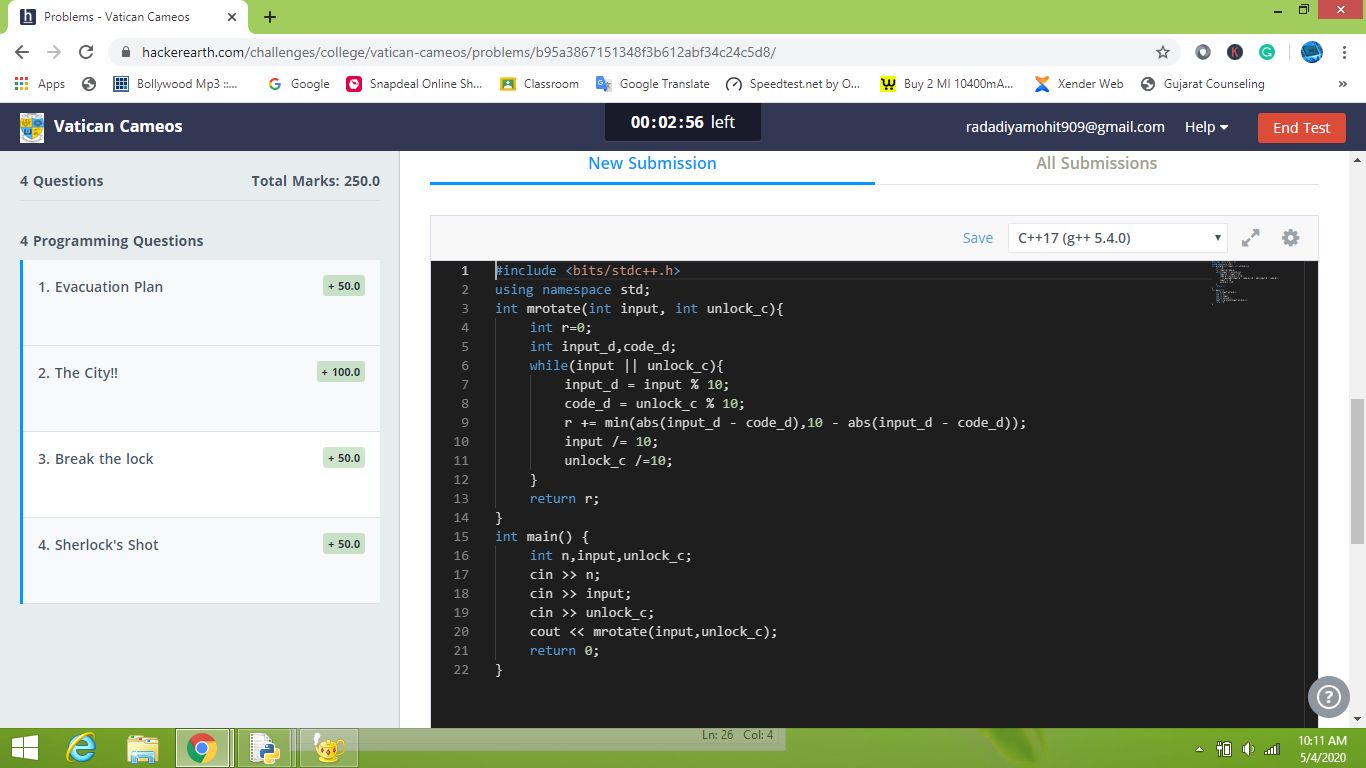 Problems - Vatican Cameos
hackerearth.com/challenges/college/vatican-cameos/problems/b95a3867151348f3b612abf34c24c5d8/
Apps Bollywood Mp3 ::... Google Snapdeal Online Sh... Classroom Google Translate Speedtest.net by O... Buy 2 MI 10400mA... Xender Web Gujarat Counseling »
Vatican Cameos 00:02:56 left radadiyamohit909@gmail.com Help End Test
4 Questions Total Marks: 250.0
4 Programming Questions
1. Evacuation Plan + 50.0
2. The City!! + 100.0
3. Break the lock + 50.0
4. Sherlock's Shot + 50.0
New Submission All Submissions
Save C++17 (g++ 5.4.0)
1 #include <bits/stdc++.h>
2 using namespace std;
3 int mrotate(int input, int unlock_c){
4 int r=0;
5 int input_d,code_d;
6 while(input || unlock_c){
7 input_d = input % 10;
8 code_d = unlock_c % 10;
9 r += min(abs(input_d - code_d),10 - abs(input_d - code_d));
10 input /= 10;
11 unlock_c /=10;
12 }
13 return r;
14 }
15 int main() {
16 int n,input,unlock_c;
17 cin >> n;
18 cin >> input;
19 cin >> unlock_c;
20 cout << mrotate(input,unlock_c);
21 return 0;
22 }
?
Ln: 26 Col: 4
10:11 AM
5/4/2020